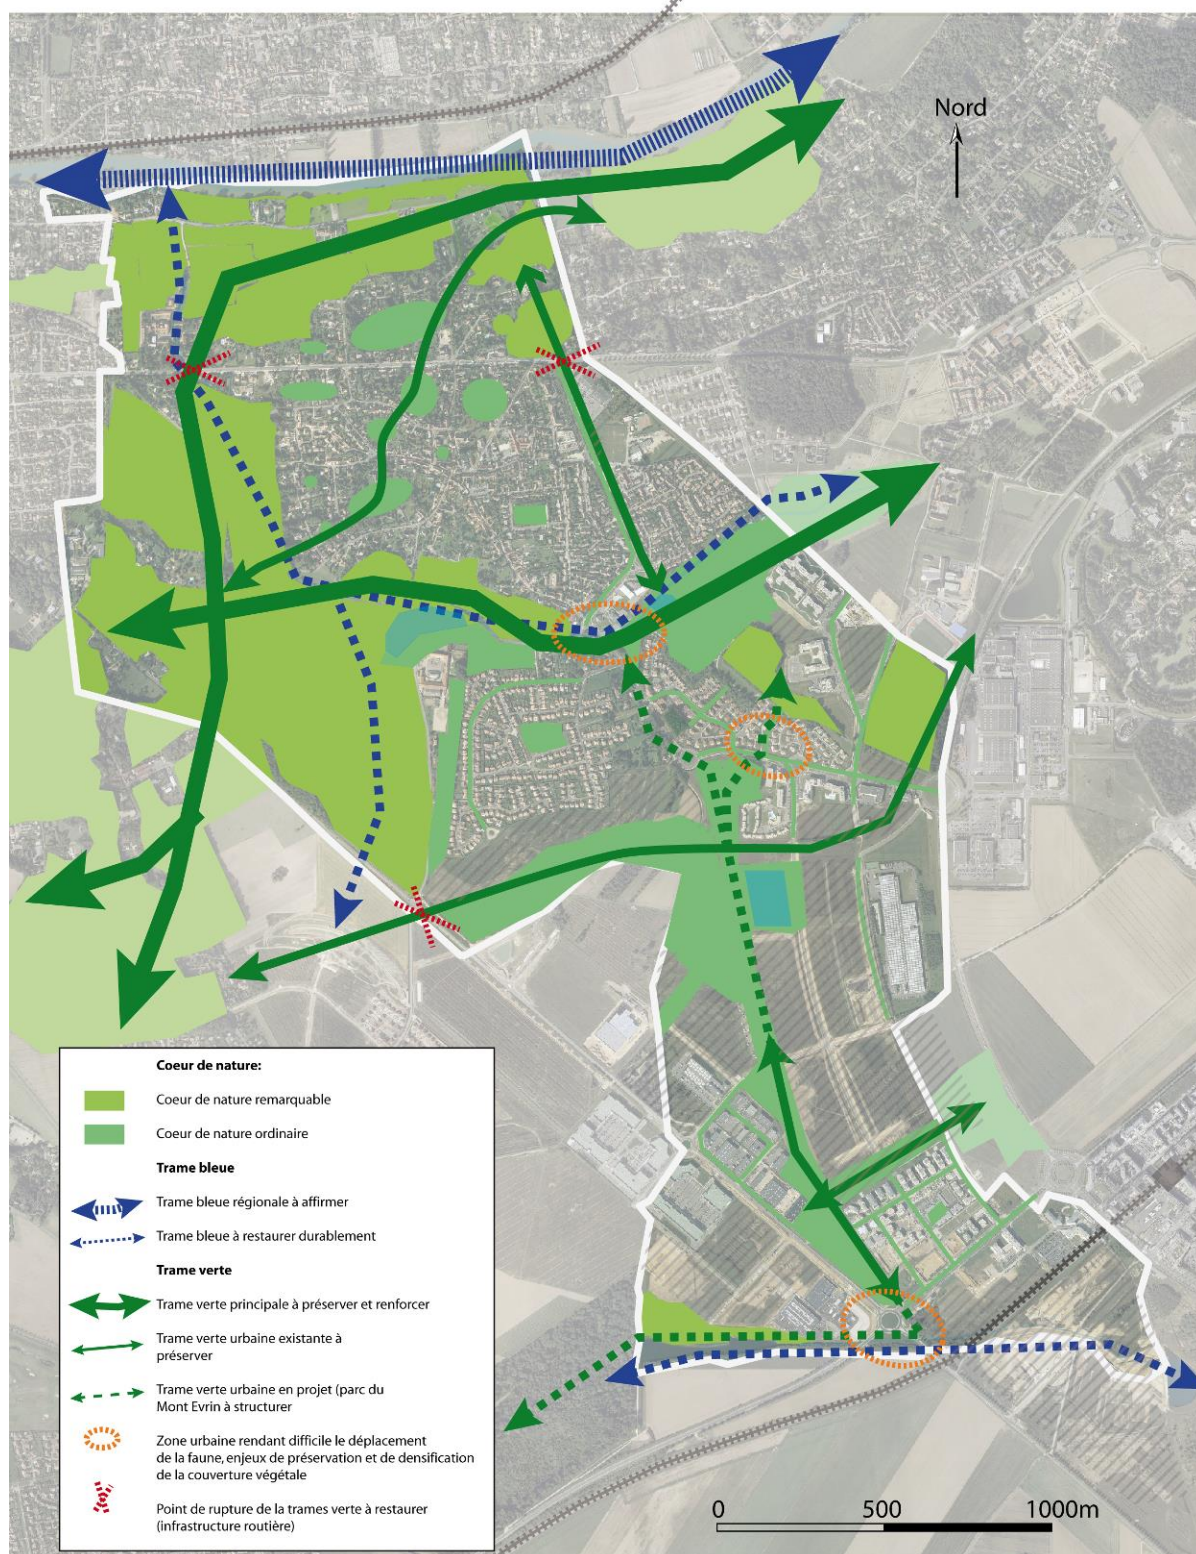 Nord
Coeur de nature:
Coeur de nature remarquable
Coeur de nature ordinaire
Trame bleue
Trame bleue régionale à affirmer
Trame bleue à restaurer durablement
Trame verte
Trame verte principale à préserver et renforcer
Trame verte urbaine existante à
préserver
Trame verte urbaine en projet (parc du
Mont Evrin à structurer
Zone urbaine rendant difficile le déplacement
de la faune, enjeux de préservation et de densification
de la couverture végétale
Point de rupture de la trames verte à restaurer
(infrastructure routière)
0 500 1000m